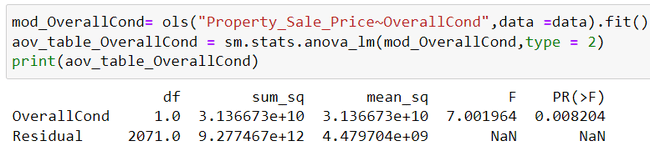 mod_OverallCond= ols("Property_Sale_Price~OverallCond",data =data).fit()
aov_table_OverallCond = sm.stats.anova_lm(mod_OverallCond,type = 2)
print(aov_table_OverallCond)
df sum_sq mean_sq F PR(>F)
OverallCond 1.0 3.136673e+10 3.136673e+10 7.001964 0.008204
Residual 2071.0 9.277467e+12 4.479704e+09 NaN NaN